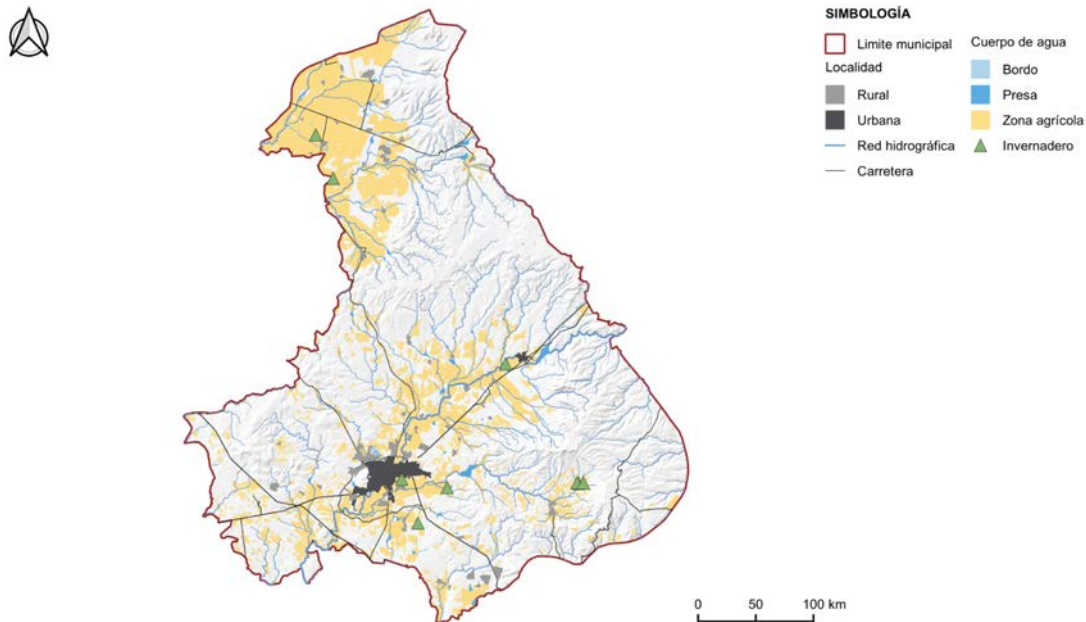 SIMBOLOGÍA
Limite municipal
Localidad
Rural
Urbana
Red hidrográfica
Carretera
Cuerpo de agua
Bordo
Presa
Zona agrícola
Invernadero
0 50 100 km